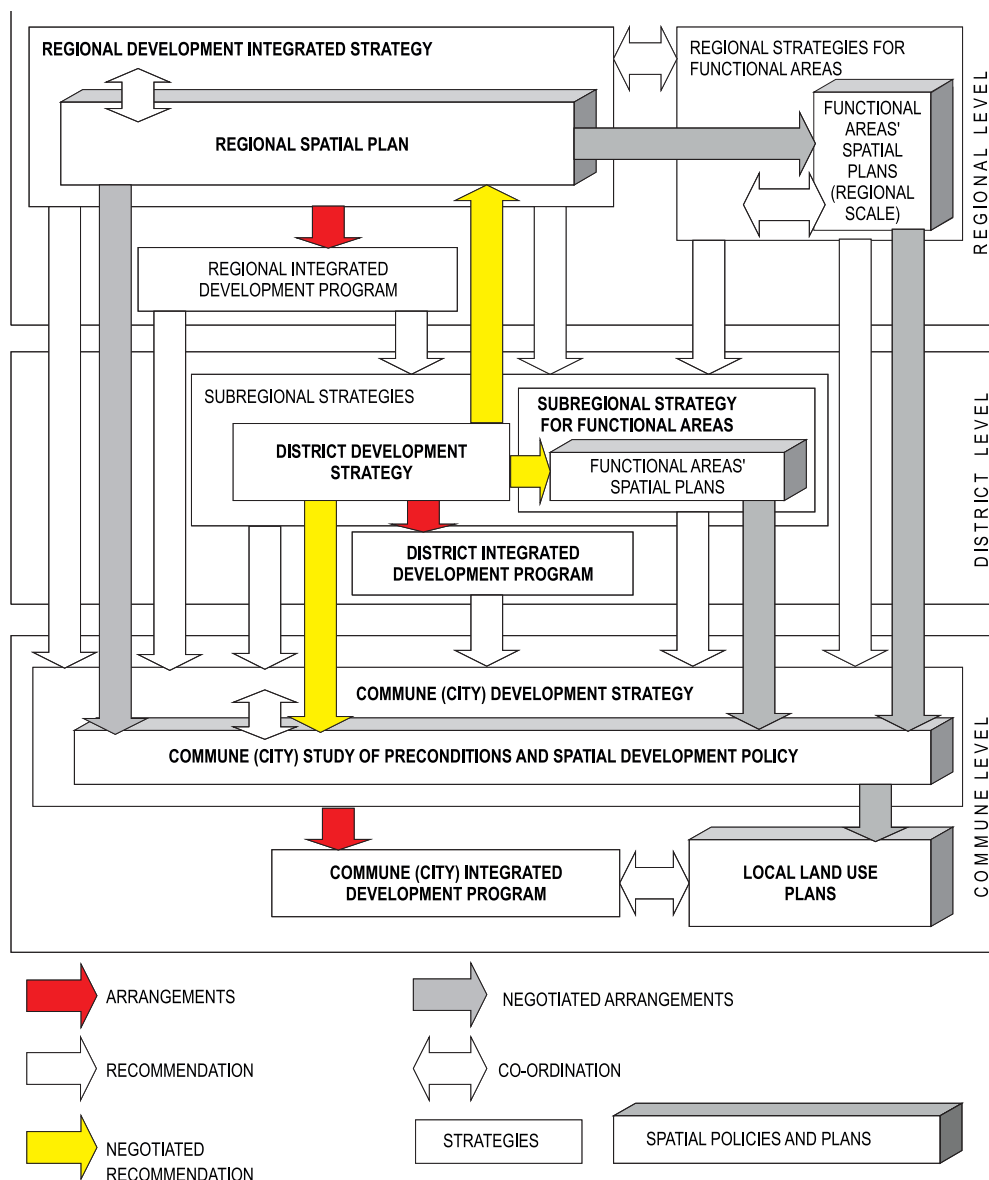 REGIONAL DEVELOPMENT INTEGRATED STRATEGY
REGIONAL STRATEGIES FOR
FUNCTIONAL AREAS
REGIONAL SPATIAL PLAN
FUNCTIONAL
AREAS'
SPATIAL
PLANS
(REGIONAL
SCALE)
REGIONAL LEVEL
REGIONAL INTEGRATED
DEVELOPMENT PROGRAM
SUBREGIONAL STRATEGIES
SUBREGIONAL STRATEGY
FOR FUNCTIONAL AREAS
DISTRICT DEVELOPMENT
STRATEGY
FUNCTIONAL AREAS'
SPATIAL PLANS
DISTRICT LEVEL
DISTRICT INTEGRATED
DEVELOPMENT PROGRAM
COMMUNE (CITY) DEVELOPMENT STRATEGY
COMMUNE (CITY) STUDY OF PRECONDITIONS AND SPATIAL DEVELOPMENT POLICY
COMMUNE LEVEL
COMMUNE (CITY) INTEGRATED
DEVELOPMENT PROGRAM
LOCAL LAND USE
PLANS
ARRANGEMENTS
NEGOTIATED ARRANGEMENTS
RECOMMENDATION
CO-ORDINATION
NEGOTIATED
RECOMMENDATION
STRATEGIES
SPATIAL POLICIES AND PLANS